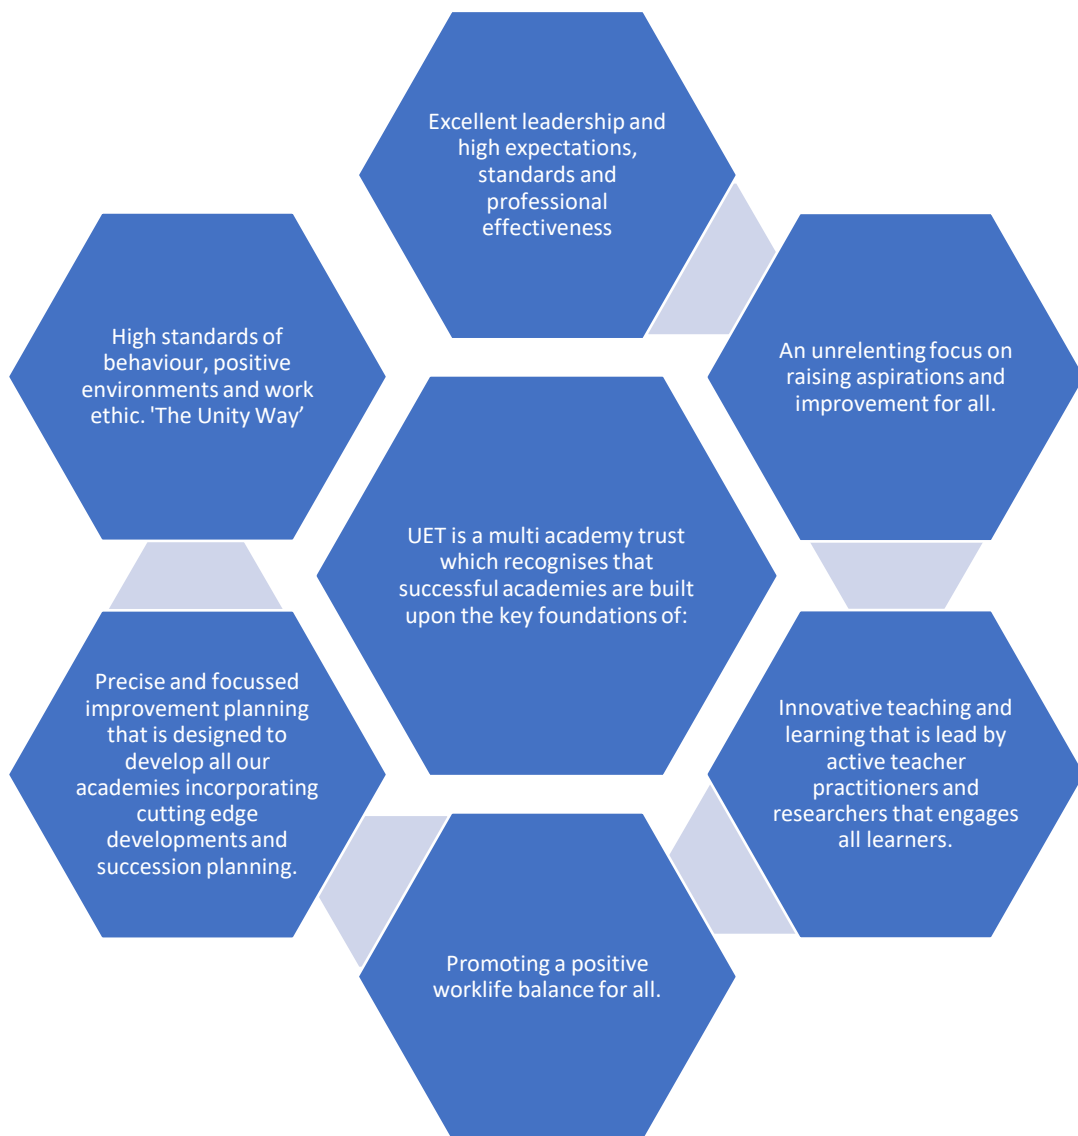 Excellent leadership and
high expectations,
standards and
professional
effectiveness
High standards of
behaviour, positive
environments and work
ethic. 'The Unity Way’
An unrelenting focus on
raising aspirations and
improvement for all.
UET is a multi academy trust
which recognises that
successful academies are built
upon the key foundations of:
Precise and focussed
improvement planning
that is designed to
develop all our
academies incorporating
cutting edge
developments and
succession planning.
Innovative teaching and
learning that is lead by
active teacher
practitioners and
researchers that engages
all learners.
Promoting a positive
worklife balance for all.